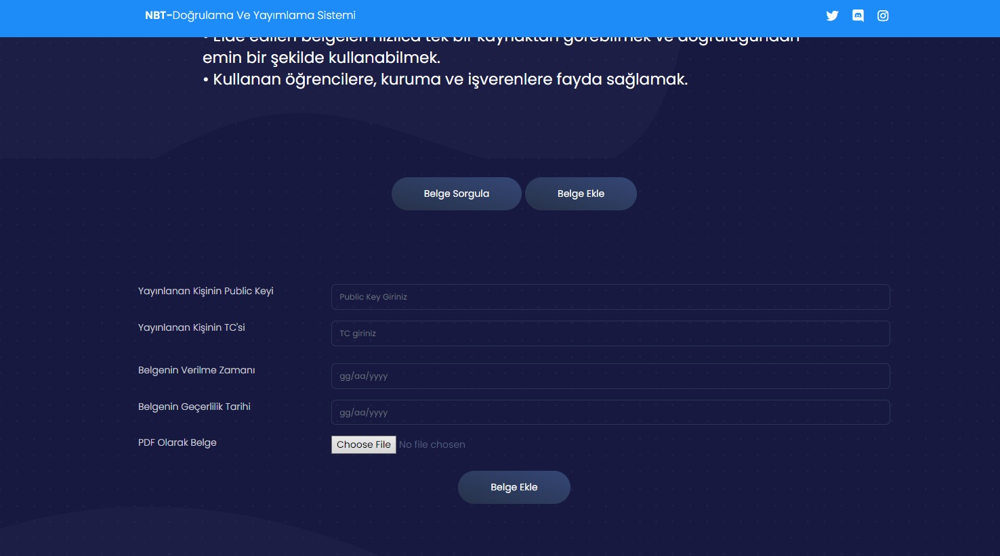 NBT-Doğrulama Ve Yayımlama Sistemi
• Elde edilen belgeleri hızlıca tek bir kaynaktan görebilmek ve doğruluğundan
emin bir şekilde kullanabilmek.
• Kullanan öğrencilere, kuruma ve işverenlere fayda sağlamak.
Belge Sorgula Belge Ekle
Yayınlanan Kişinin Public Keyi Public Key Giriniz
Yayınlanan Kişinin TC'si TC giriniz
Belgenin Verilme Zamanı gg/aa/yyyy
Belgenin Geçerlilik Tarihi gg/aa/yyyy
PDF Olarak Belge Choose File No file chosen
Belge Ekle